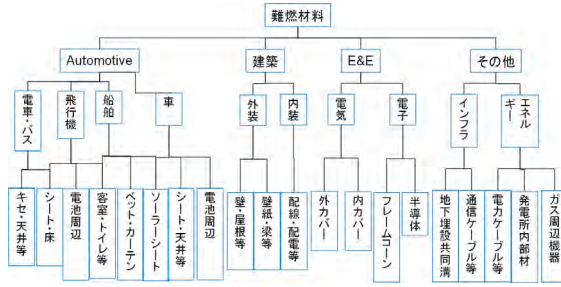 難燃材料
Automotive
建築
E&E
その他
電車・バス
飛行機
船舶
車
外装
内装
電気
電子
インフラ
エネルギー
キセ・天井等
シート・床
電池周辺
客室・トイレ等
ベット・カーテン
ソーラーシート
シート・天井等
電池周辺
壁・屋根等
壁紙・梁等
配線・配電等
外カバー
内カバー
フレームコーン
半導体
地下埋設共同溝
通信ケーブル等
電力ケーブル等
発電所内部材
ガス周辺機器